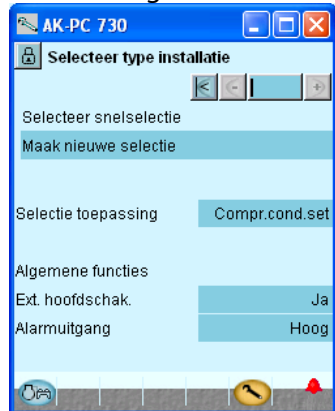 AK-PC 730
Selecteer type installatie
Selecteer snelselectie
Maak nieuwe selectie
Selectie toepassing Compr.cond.set
Algemene functies
Ext. hoofdschak. Ja
Alarmuitgang Hoog